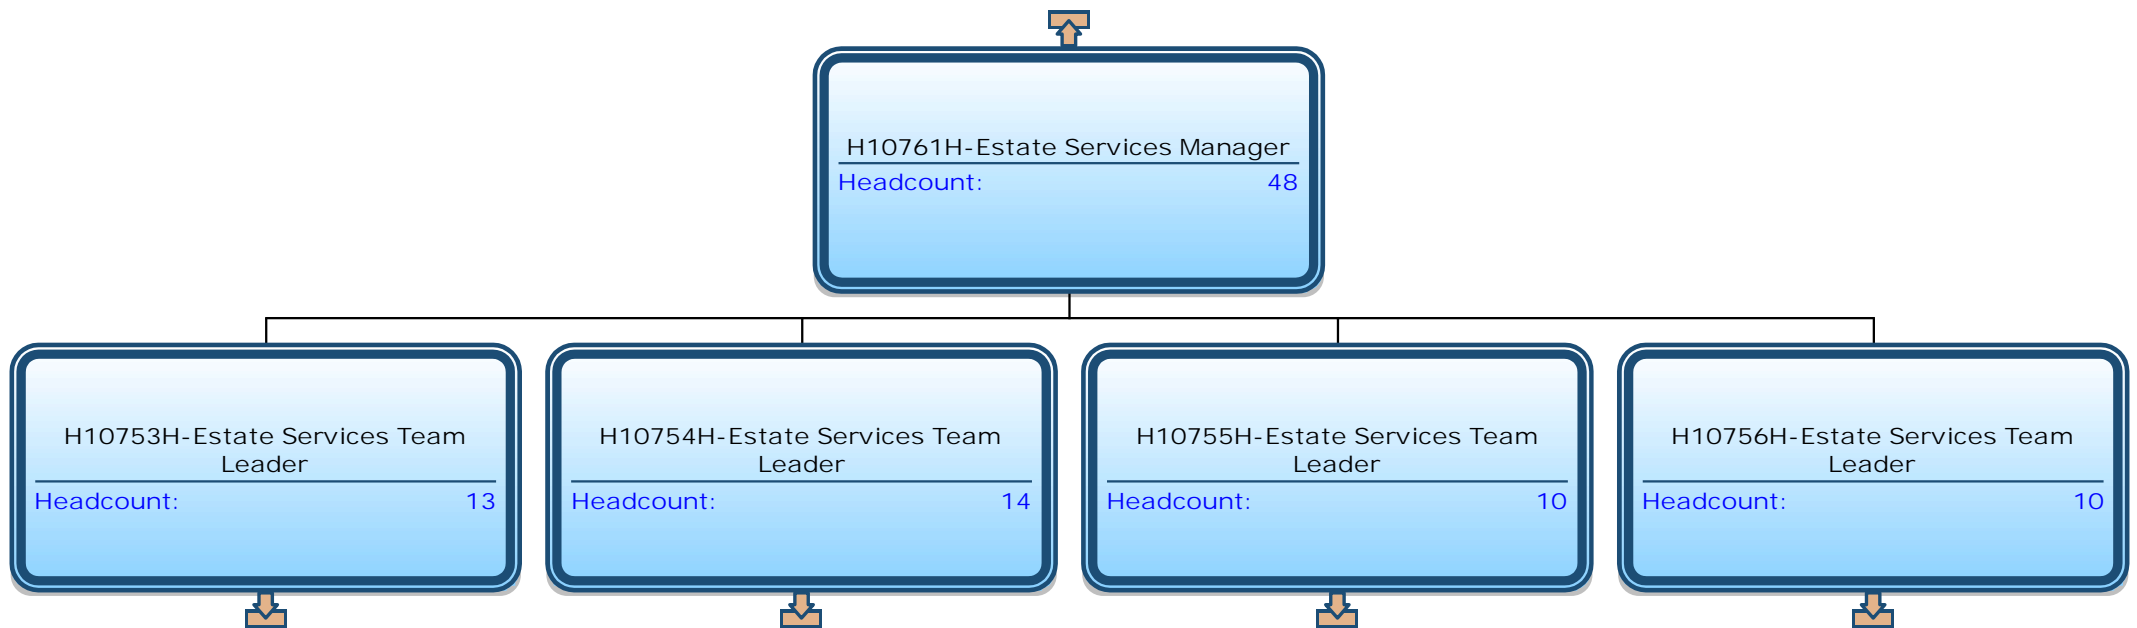 H10761H-Estate Services Manager
Headcount: 48
H10753H-Estate Services Team
Leader
Headcount: 13
H10754H-Estate Services Team
Leader
Headcount: 14
H10755H-Estate Services Team
Leader
Headcount: 10
H10756H-Estate Services Team
Leader
Headcount: 10